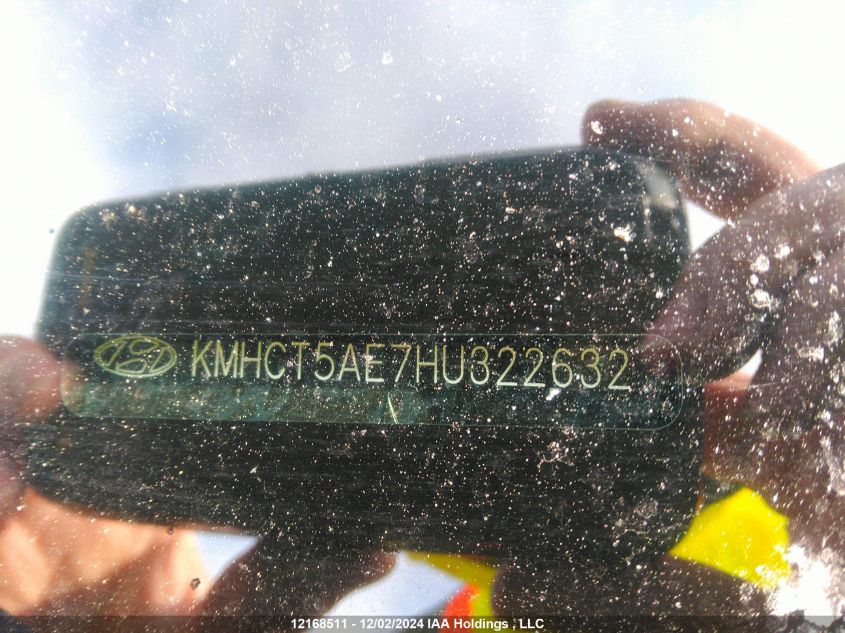 KMHCT5AE7HU322632
12168511 - 12/02/2024 IAA Holdings , LLC